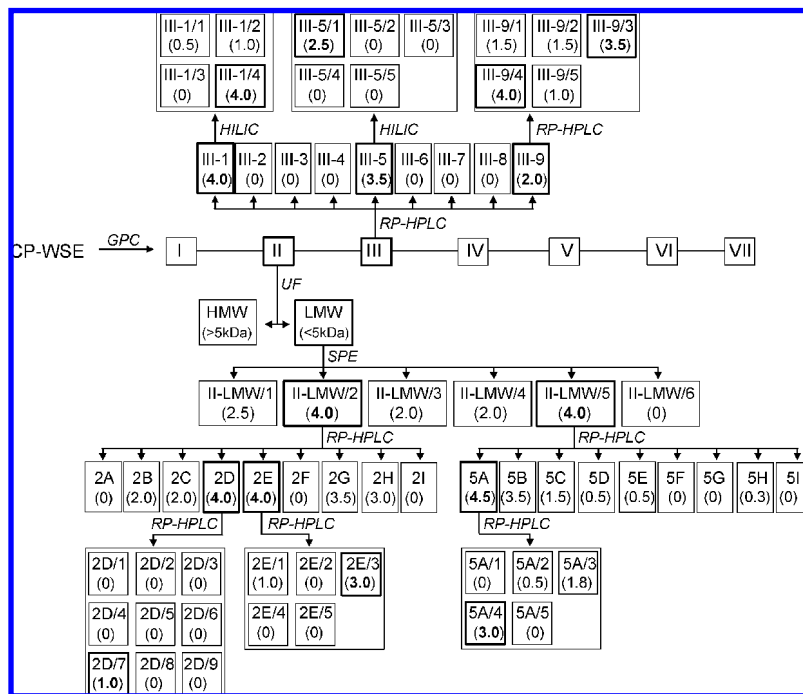 III-1/1 III-1/2 III-5/1 III-5/2 III-5/3 III-9/1 III-9/2 III-9/3
(0.5) (1.0) (2.5) (0) (0) (1.5) (1.5) (3.5)
III-1/3 III-1/4 III-5/4 III-5/5 III-9/4 III-9/5
(0) (4.0) (0) (0) (4.0) (1.0)
HILIC HILIC RP-HPLC
III-1 III-2 III-3 III-4 III-5 III-6 III-7 III-8 III-9
(4.0) (0) (0) (0) (3.5) (0) (0) (0) (2.0)
RP-HPLC
CP-WSE GPC I II III IV V VI VII
UF
HMW LMW
(>5kDa) (<5kDa)
SPE
II-LMW/1 II-LMW/2 II-LMW/3 II-LMW/4 II-LMW/5 II-LMW/6
(2.5) (4.0) (2.0) (2.0) (4.0) (0)
RP-HPLC RP-HPLC
2A 2B 2C 2D 2E 2F 2G 2H 2I 5A 5B 5C 5D 5E 5F 5G 5H 5I
(0) (2.0) (2.0) (4.0) (4.0) (0) (3.5) (3.0) (0) (4.5) (3.5) (1.5) (0.5) (0.5) (0) (0) (0.3) (0)
RP-HPLC RP-HPLC RP-HPLC
2D/1 2D/2 2D/3 2E/1 2E/2 2E/3 5A/1 5A/2 5A/3
(0) (0) (0) (1.0) (0) (3.0) (0) (0.5) (1.8)
2D/4 2D/5 2D/6 2E/4 2E/5 5A/4 5A/5
(0) (0) (0) (0) (0) (3.0) (0)
2D/7 2D/8 2D/9
(1.0) (0) (0)